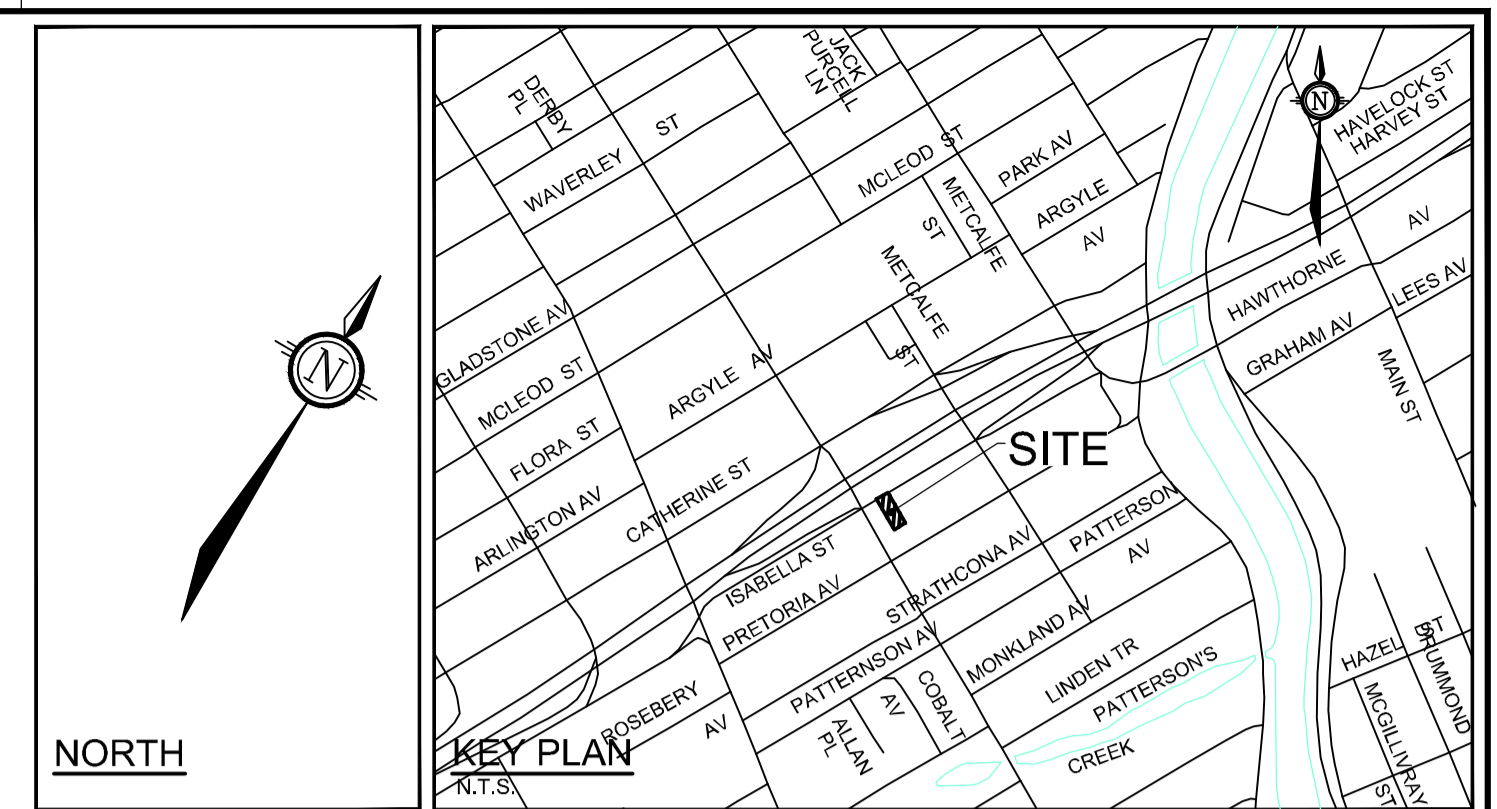 N
NORTH
KEY PLAN
N.T.S.
N
SITE
DERBY
PL
JACK
PURCELL
LN
WAVERLEY ST
MCLEOD ST
METCALFE
ST
PARK AV
ARGYLE
AV
HAVELOCK ST
HARVEY ST
METCALFE
ST
HAWTHORNE AV
LEES AV
GRAHAM AV
MAIN ST
GLADSTONE AV
MCLEOD ST
FLORA ST
ARLINGTON AV
ARGYLE AV
CATHERINE ST
ISABELLA ST
PRETORIA AV
STRATHCONA AV
PATTERSON
AV
PATTERNSON AV
MONKLAND AV
LINDEN TR
PATTERSON'S
CREEK
ROSEBERY
AV
ALLAN
PL
COBALT
AV
HAZEL ST
DRUMMOND
MCGILLIVRAY
ST